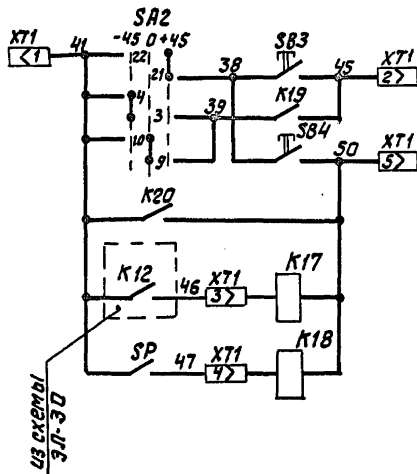 SA2
XT1 41 -45 0 +45 SB3 XT1
1 22 38 45 2
21
4 39 K19
3 SB4 XT1
10 50 5
9
K20
K12 46 XT1 K17
3
SP 47 XT1 K18
4
из схемы
ЭЛ-30